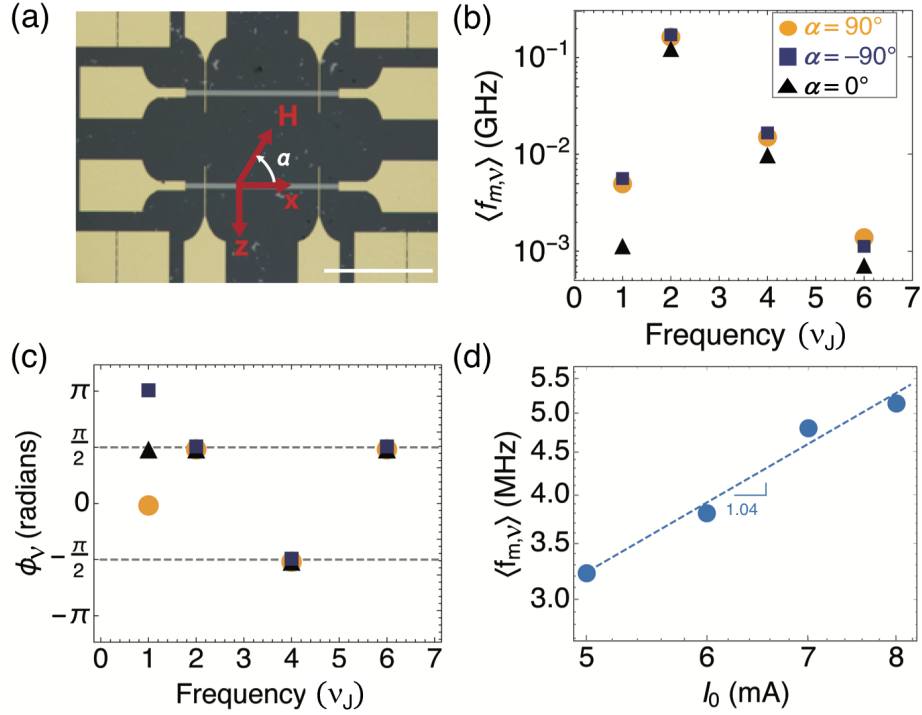 (a)
H
α
x
z
(b)
⟨f_{m,ν}⟩ (GHz)
10⁻¹
10⁻²
10⁻³
α = 90°
α = −90°
α = 0°
0 1 2 3 4 5 6 7
Frequency (ν_J)
(c)
ϕ_ν (radians)
π
π/2
0
−π/2
−π
0 1 2 3 4 5 6 7
Frequency (ν_J)
(d)
⟨f_{m,ν}⟩ (MHz)
5.5
5.0
4.5
4.0
3.5
3.0
1.04
5 6 7 8
I₀ (mA)